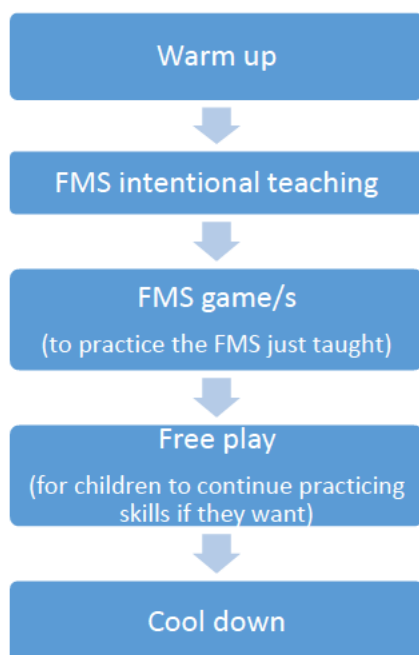 Warm up
FMS intentional teaching
FMS game/s
(to practice the FMS just taught)
Free play
(for children to continue practicing
skills if they want)
Cool down